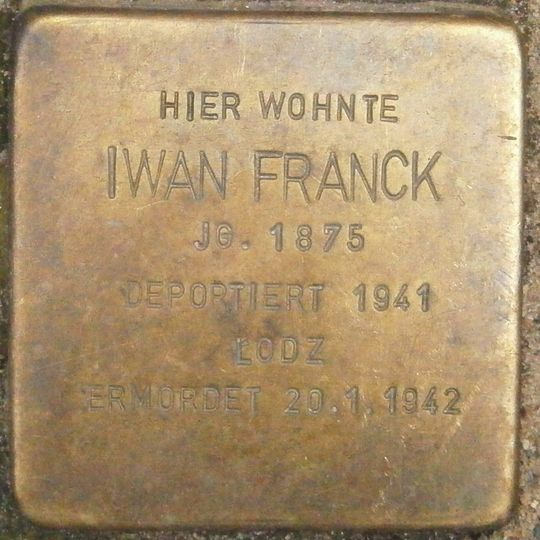 HIER WOHNTE
IWAN FRANCK
JG. 1875
DEPORTIERT 1941
ŁODZ
ERMORDET 20.1.1942